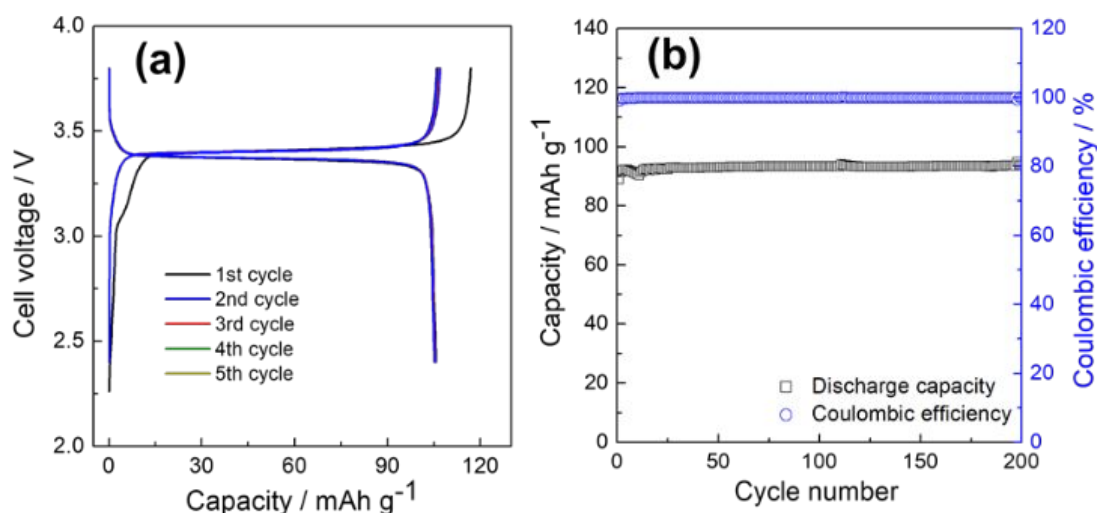 (a)
4.0
3.5
3.0
2.5
2.0
Cell voltage / V
1st cycle
2nd cycle
3rd cycle
4th cycle
5th cycle
0 30 60 90 120
Capacity / mAh g-1
(b)
140
120
100
80
60
40
20
0
Capacity / mAh g-1
Discharge capacity
Coulombic efficiency
120
100
80
60
40
20
0
Coulombic efficiency / %
0 50 100 150 200
Cycle number